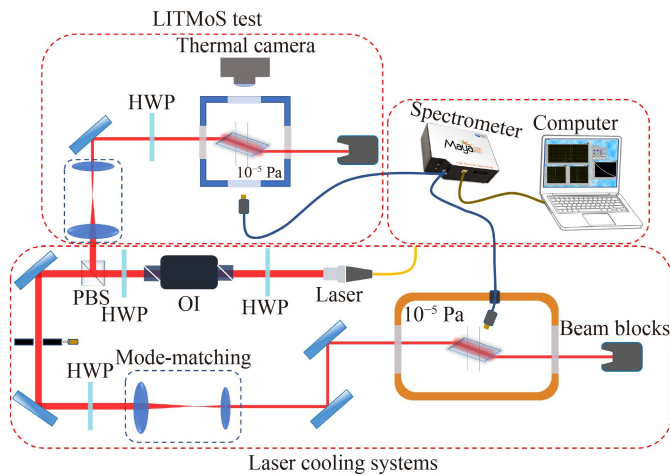 LITMoS test
Thermal camera
HWP
10⁻⁵ Pa
Spectrometer
Maya
Computer
PBS
HWP
OI
HWP
Laser
10⁻⁵ Pa
Beam blocks
HWP
Mode-matching
Laser cooling systems